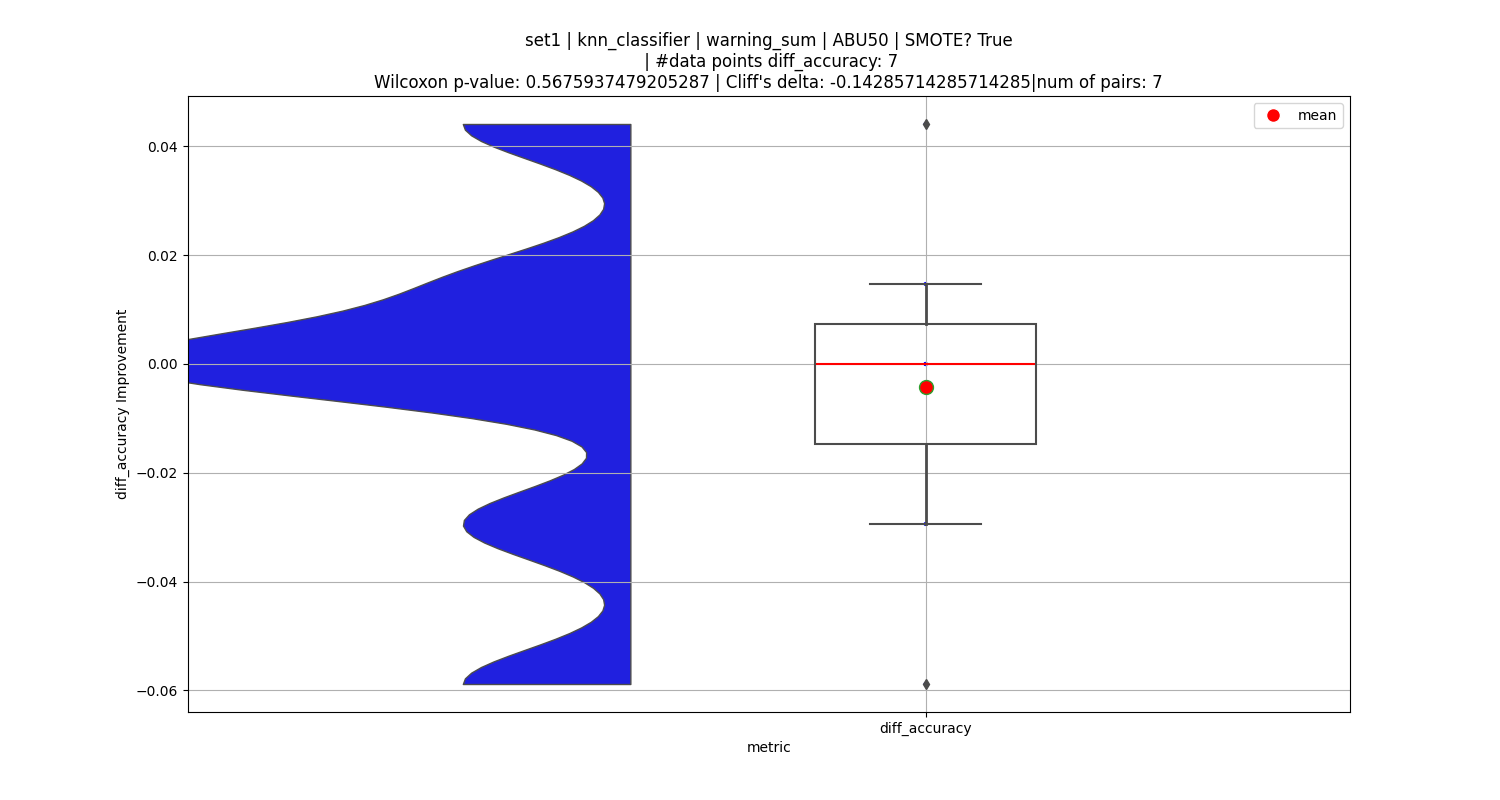 set1 | knn_classifier | warning_sum | ABU50 | SMOTE? True
| #data points diff_accuracy: 7
Wilcoxon p-value: 0.5675937479205287 | Cliff's delta: -0.14285714285714285|num of pairs: 7
mean
0.04
0.02
0.00
−0.02
−0.04
−0.06
diff_accuracy Improvement
diff_accuracy
metric